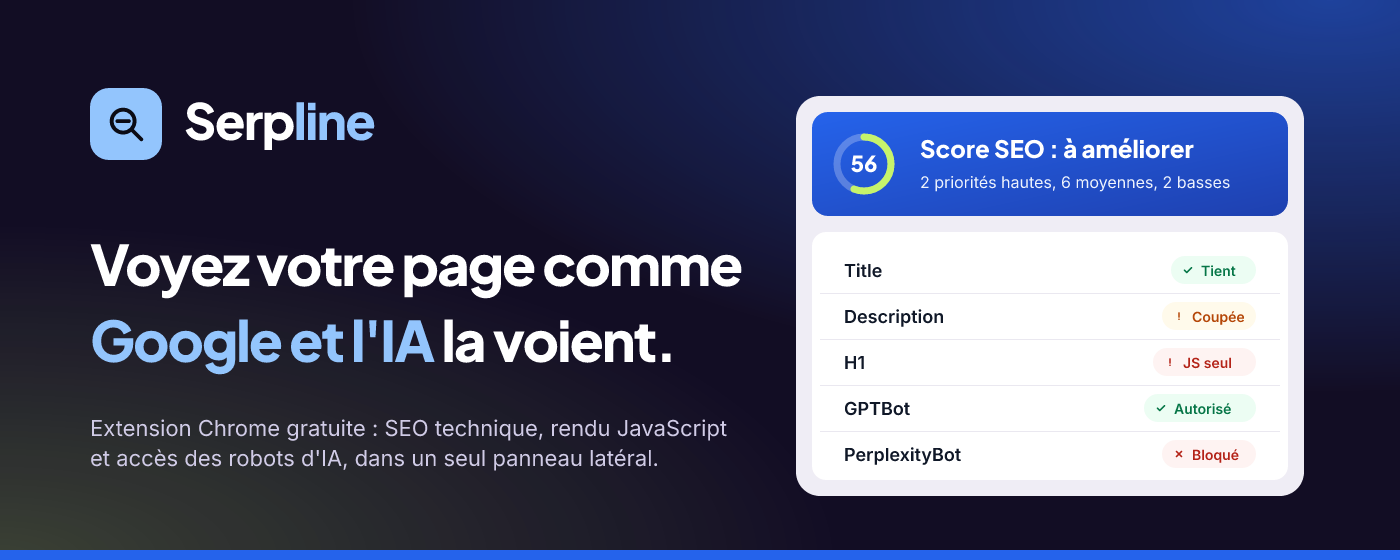 Serpline
Voyez votre page comme
Google et l'IA la voient.
Extension Chrome gratuite : SEO technique, rendu JavaScript
et accès des robots d'IA, dans un seul panneau latéral.
56
Score SEO : à améliorer
2 priorités hautes, 6 moyennes, 2 basses
Title ✓ Tient
Description ! Coupée
H1 ! JS seul
GPTBot ✓ Autorisé
PerplexityBot × Bloqué